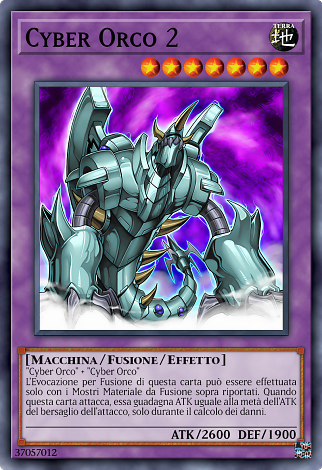 Cyber Orco 2
TERRA
地
[Macchina/Fusione/Effetto]
"Cyber Orco" + "Cyber Orco"
L'Evocazione per Fusione di questa carta può essere effettuata
solo con i Mostri Materiale da Fusione sopra riportati. Quando
questa carta attacca, essa guadagna ATK uguale alla metà dell'ATK
del bersaglio dell'attacco, solo durante il calcolo dei danni.
ATK/2600 DEF/1900
37057012